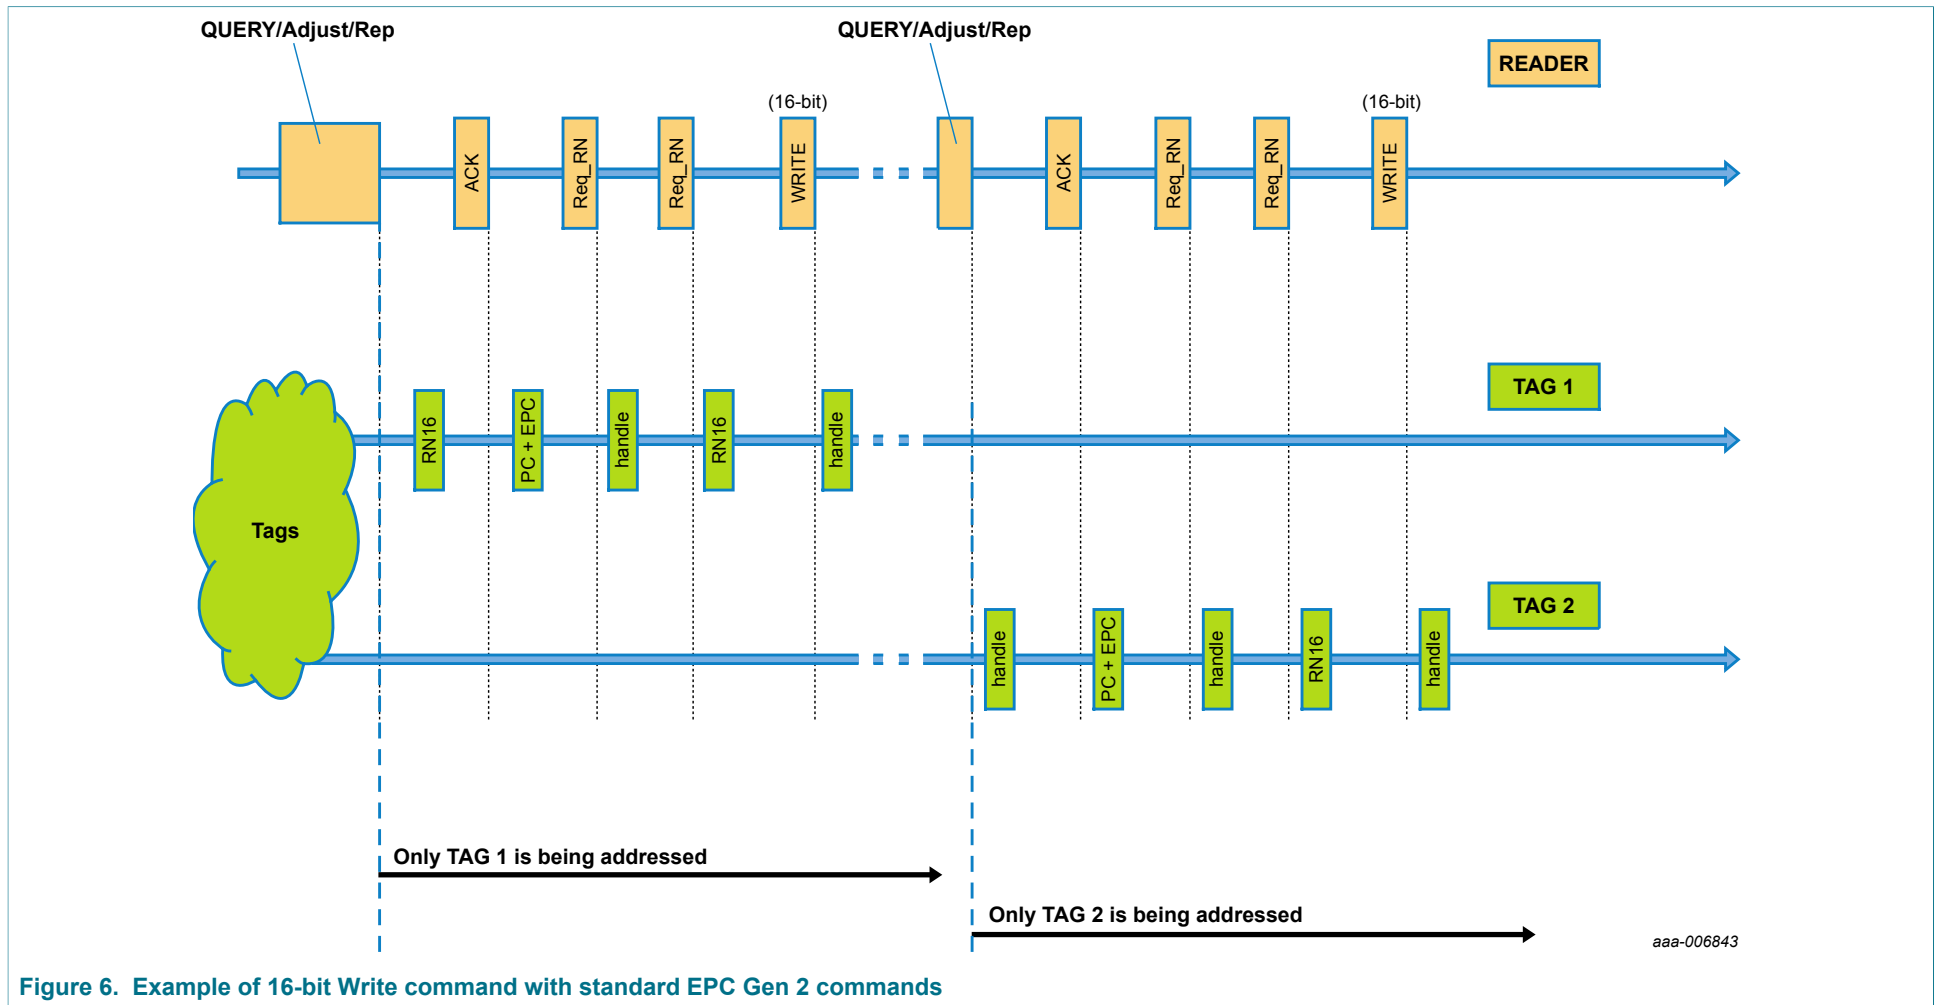 QUERY/Adjust/Rep
QUERY/Adjust/Rep
READER
(16-bit)
(16-bit)
ACK
Req_RN
Req_RN
WRITE
ACK
Req_RN
Req_RN
WRITE
TAG 1
RN16
PC + EPC
handle
RN16
handle
Tags
TAG 2
handle
PC + EPC
handle
RN16
handle
Only TAG 1 is being addressed
Only TAG 2 is being addressed
aaa-006843
Figure 6. Example of 16-bit Write command with standard EPC Gen 2 commands